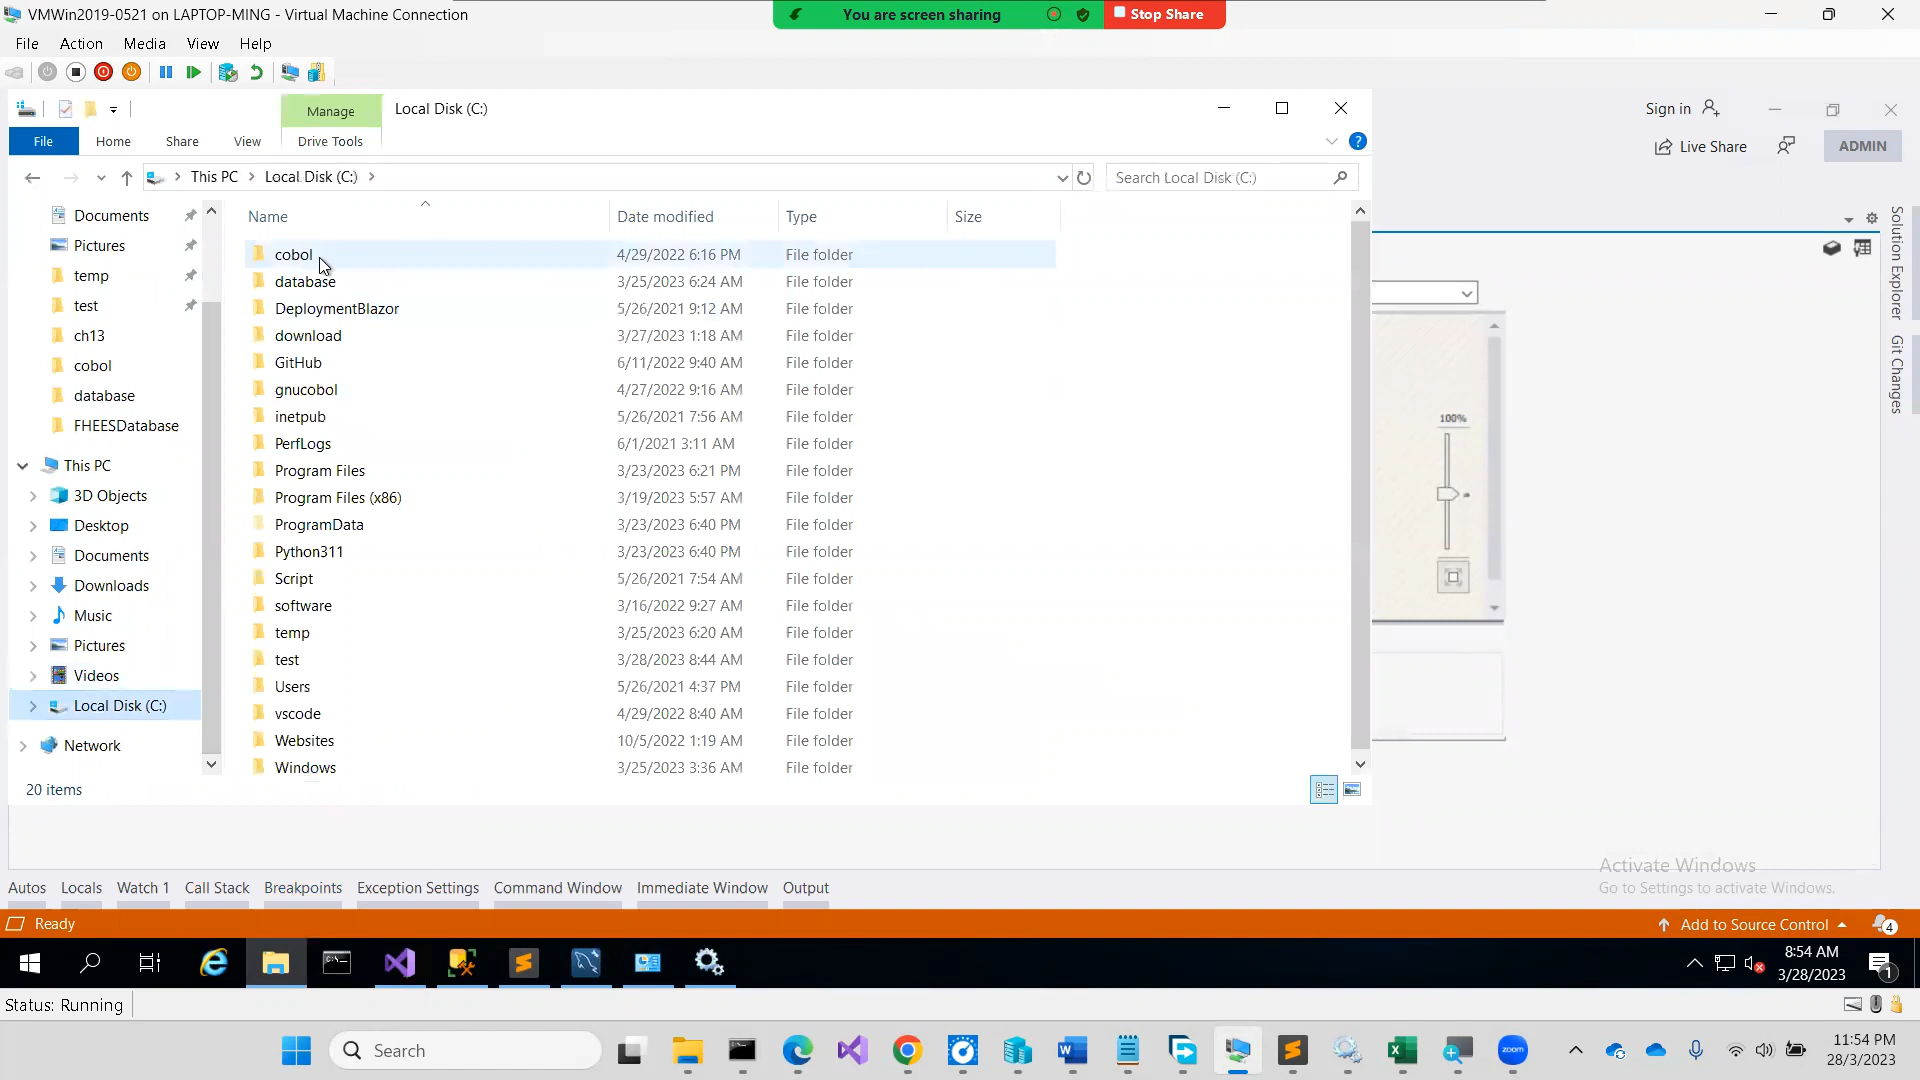 VMWin2019-0521 on LAPTOP-MING - Virtual Machine Connection
You are screen sharing
Stop Share
File Action Media View Help
Manage
Local Disk (C:)
Sign in
File Home Share View Drive Tools
Live Share
ADMIN
This PC > Local Disk (C:) >
Search Local Disk (C:)
Name Date modified Type Size
Documents
Pictures
temp
test
ch13
cobol
database
FHEESDatabase
This PC
3D Objects
Desktop
Documents
Downloads
Music
Pictures
Videos
Local Disk (C:)
Network
cobol 4/29/2022 6:16 PM File folder
database 3/25/2023 6:24 AM File folder
DeploymentBlazor 5/26/2021 9:12 AM File folder
download 3/27/2023 1:18 AM File folder
GitHub 6/11/2022 9:40 AM File folder
gnucobol 4/27/2022 9:16 AM File folder
inetpub 5/26/2021 7:56 AM File folder
PerfLogs 6/1/2021 3:11 AM File folder
Program Files 3/23/2023 6:21 PM File folder
Program Files (x86) 3/19/2023 5:57 AM File folder
ProgramData 3/23/2023 6:40 PM File folder
Python311 3/23/2023 6:40 PM File folder
Script 5/26/2021 7:54 AM File folder
software 3/16/2022 9:27 AM File folder
temp 3/25/2023 6:20 AM File folder
test 3/28/2023 8:44 AM File folder
Users 5/26/2021 4:37 PM File folder
vscode 4/29/2022 8:40 AM File folder
Websites 10/5/2022 1:19 AM File folder
Windows 3/25/2023 3:36 AM File folder
20 items
Solution Explorer
Git Changes
100%
Activate Windows
Go to Settings to activate Windows.
Autos Locals Watch 1 Call Stack Breakpoints Exception Settings Command Window Immediate Window Output
Ready
Add to Source Control
4
8:54 AM
3/28/2023
1
Status: Running
Search
zoom
11:54 PM
28/3/2023